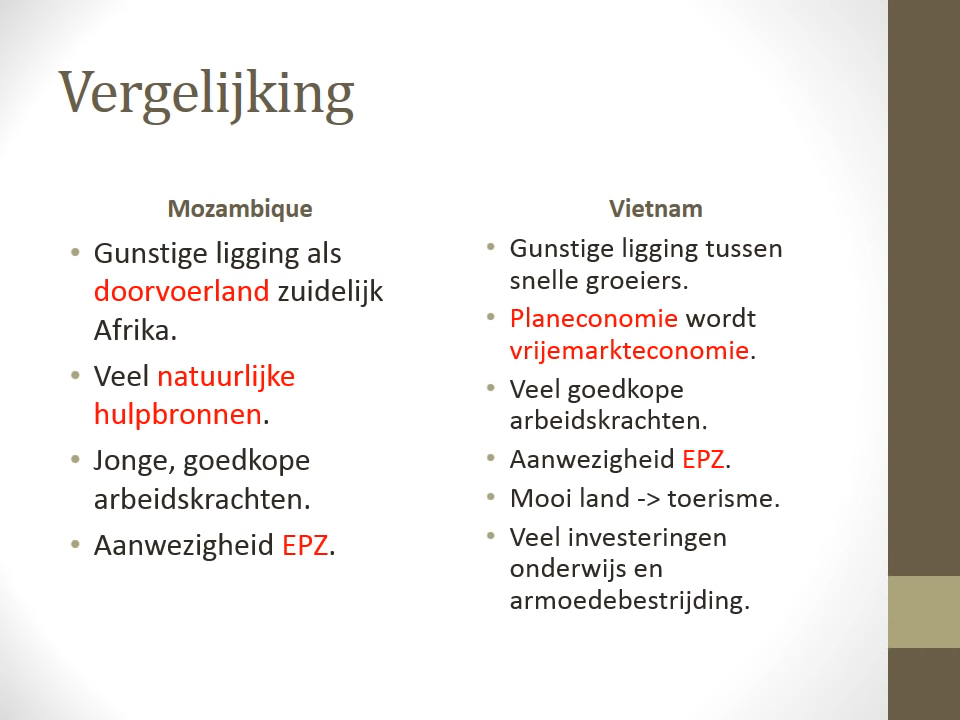 Vergelijking
Mozambique
• Gunstige ligging als
doorvoerland zuidelijk
Afrika.
• Veel natuurlijke
hulpbronnen.
• Jonge, goedkope
arbeidskrachten.
• Aanwezigheid EPZ.
Vietnam
• Gunstige ligging tussen
snelle groeiers.
• Planeconomie wordt
vrijemarkteconomie.
• Veel goedkope
arbeidskrachten.
• Aanwezigheid EPZ.
• Mooi land -> toerisme.
• Veel investeringen
onderwijs en
armoedebestrijding.